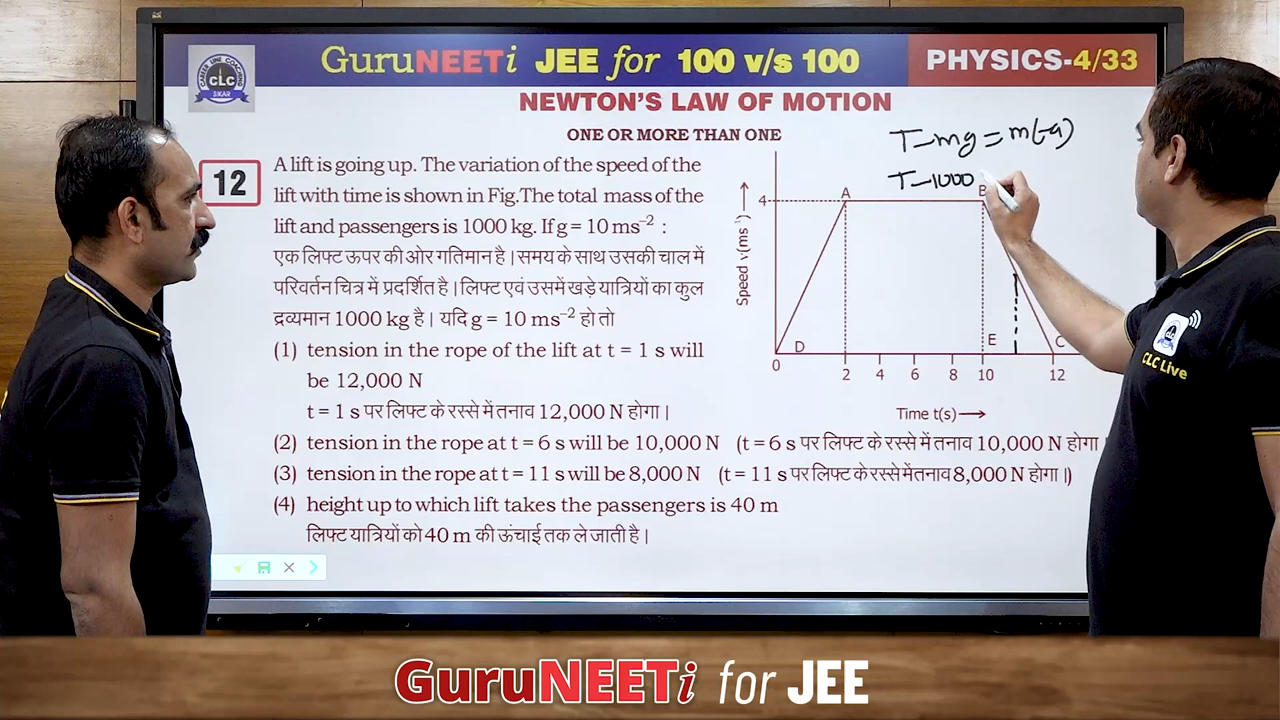 GuruNEETi JEE for 100 v/s 100
PHYSICS-4/33
CAREER LINE COACHING
CLC
SIKAR
NEWTON'S LAW OF MOTION
ONE OR MORE THAN ONE
12
A lift is going up. The variation of the speed of the
lift with time is shown in Fig.The total mass of the
lift and passengers is 1000 kg. If g = 10 ms⁻² :
एक लिफ्ट ऊपर की ओर गतिमान है। समय के साथ उसकी चाल में
परिवर्तन चित्र में प्रदर्शित है। लिफ्ट एवं उसमें खड़े यात्रियों का कुल
द्रव्यमान 1000 kg है। यदि g = 10 ms⁻² हो तो
(1) tension in the rope of the lift at t = 1 s will
be 12,000 N
t = 1 s पर लिफ्ट के रस्से में तनाव 12,000 N होगा।
(2) tension in the rope at t = 6 s will be 10,000 N (t = 6 s पर लिफ्ट के रस्से में तनाव 10,000 N होगा
(3) tension in the rope at t = 11 s will be 8,000 N (t = 11 s पर लिफ्ट के रस्से में तनाव 8,000 N होगा।)
(4) height up to which lift takes the passengers is 40 m
लिफ्ट यात्रियों को 40 m की ऊंचाई तक ले जाती है।
T-mg = m(-a)
T-1000
Speed v(ms⁻¹)
4
A
B
D
E
C
0 2 4 6 8 10 12
Time t(s)
CLC Live
GuruNEETi for JEE